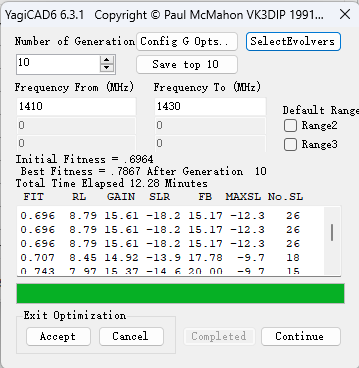 YagiCAD6 6.3.1 Copyright © Paul McMahon VK3DIP 1991...
Number of Generation
Config G Opts..
SelectEvolvers
10
Save top 10
Frequency From (MHz)
Frequency To (MHz)
1410
1430
Default Range
0
0
Range2
0
0
Range3
Initial Fitness = .6964
Best Fitness = .7867 After Generation 10
Total Time Elapsed 12.28 Minutes
FIT RL GAIN SLR FB MAXSL No.SL
0.696 8.79 15.61 -18.2 15.17 -12.3 26
0.696 8.79 15.61 -18.2 15.17 -12.3 26
0.696 8.79 15.61 -18.2 15.17 -12.3 26
0.707 8.45 14.92 -13.9 17.78 -9.7 18
0.743 7.97 15.37 -14.6 20.00 -9.7 15
Exit Optimization
Accept
Cancel
Completed
Continue